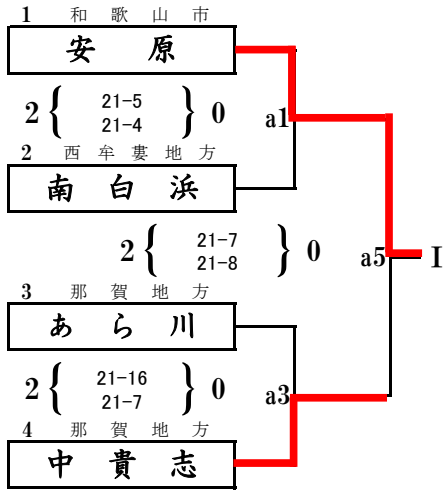 1 和歌山市
安原
2 { 21-5 } 0
21-4
a1
2 西牟婁地方
南白浜
2 { 21-7 } 0
21-8
a5 I
3 那賀地方
あら川
2 { 21-16 } 0
21-7
a3
4 那賀地方
中貴志